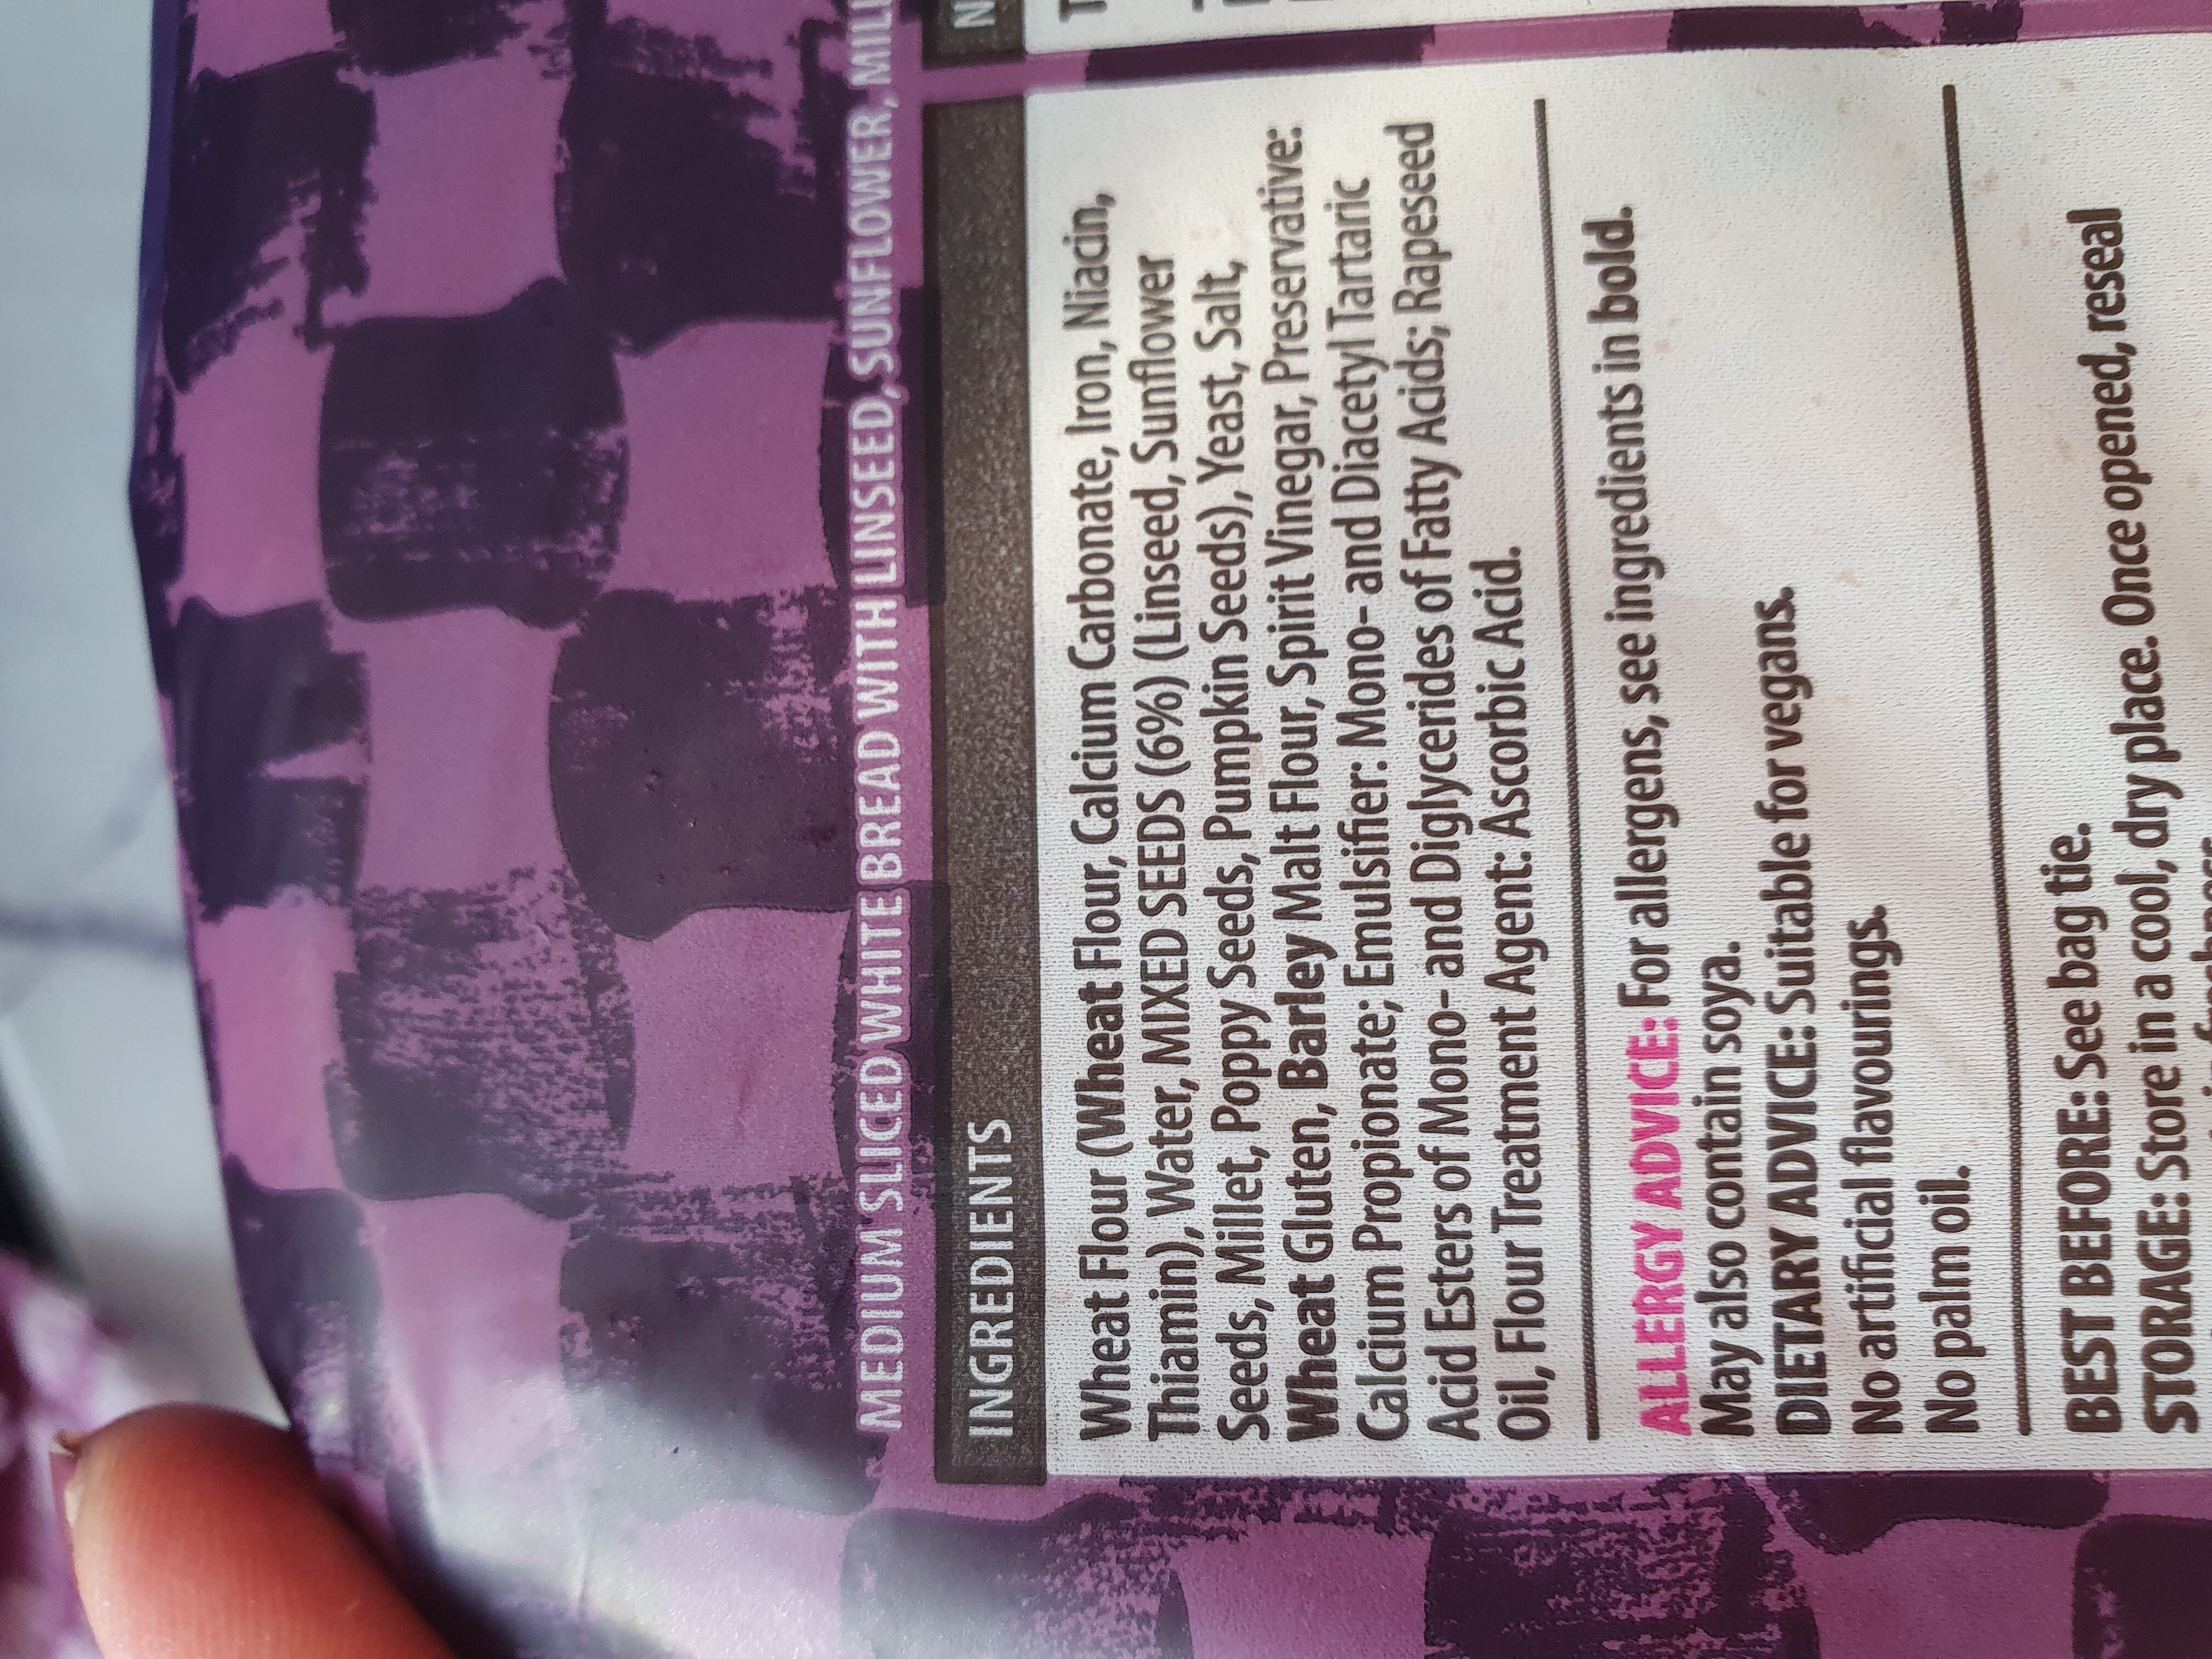 MEDIUM SLICED WHITE BREAD WITH LINSEED, SUNFLOWER,
INGREDIENTS
Wheat Flour (Wheat Flour, Calcium Carbonate, Iron, Niacin,
Thiamin), Water, MIXED SEEDS (6%) (Linseed, Sunflower
Seeds, Millet, Poppy Seeds, Pumpkin Seeds), Yeast, Salt,
Wheat Gluten, Barley Malt Flour, Spirit Vinegar, Preservative:
Calcium Propionate; Emulsifier: Mono- and Diacetyl Tartaric
Acid Esters of Mono- and Diglycerides of Fatty Acids; Rapeseed
Oil, Flour Treatment Agent: Ascorbic Acid.
ALLERGY ADVICE: For allergens, see ingredients in bold.
May also contain soya.
DIETARY ADVICE: Suitable for vegans.
No artificial flavourings.
No palm oil.
BEST BEFORE: See bag tie.
STORAGE: Store in a cool, dry place. Once opened, reseal